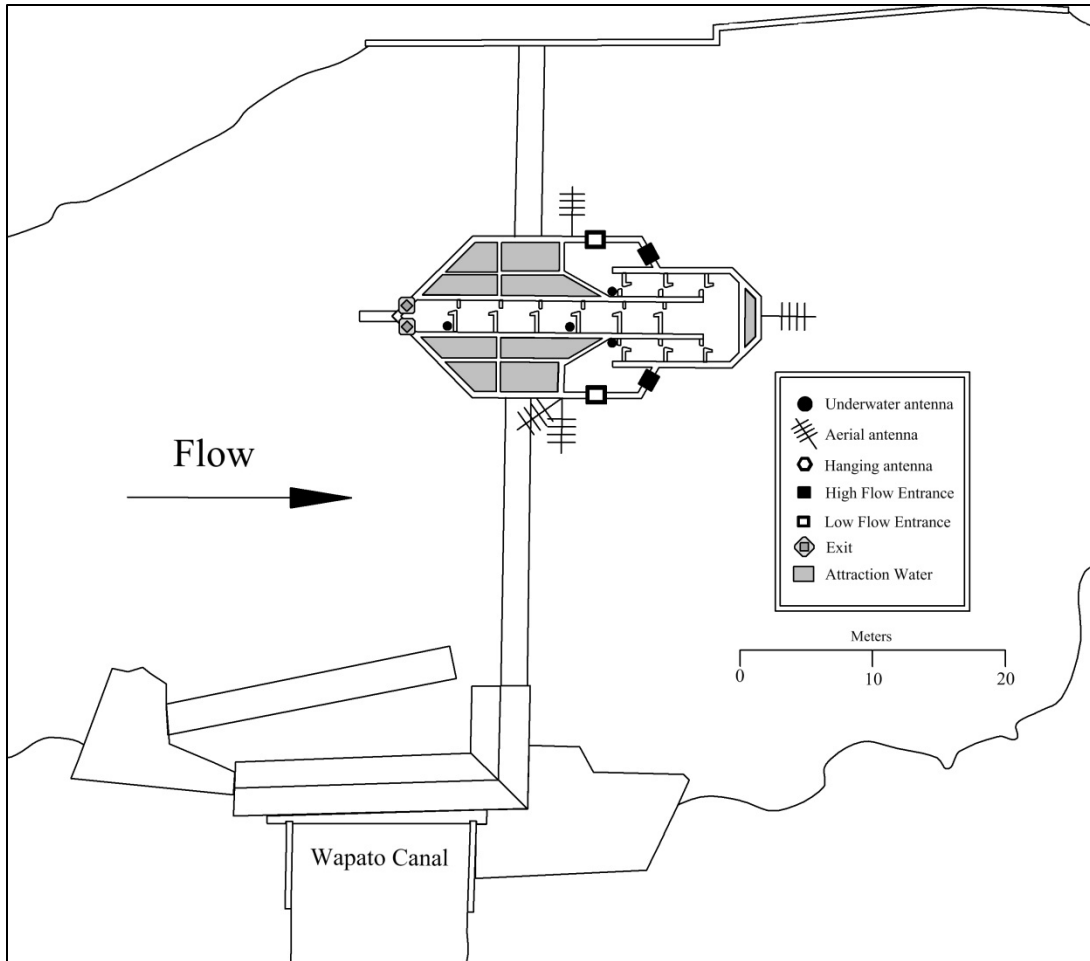 Flow
Underwater antenna
Aerial antenna
Hanging antenna
High Flow Entrance
Low Flow Entrance
Exit
Attraction Water
Meters
0 10 20
Wapato Canal